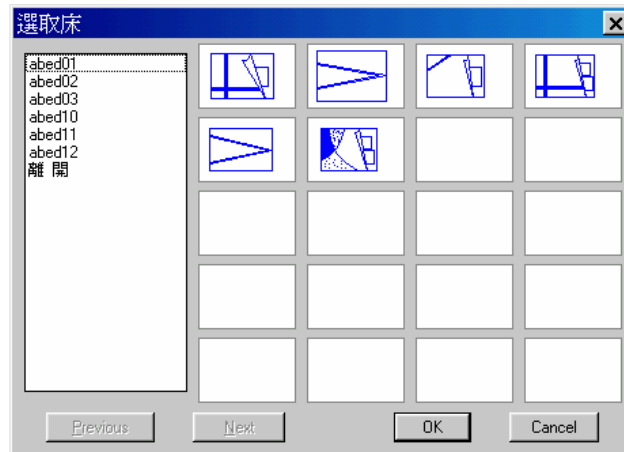 選取床
abed01
abed02
abed03
abed10
abed11
abed12
離 開
Previous
Next
OK
Cancel